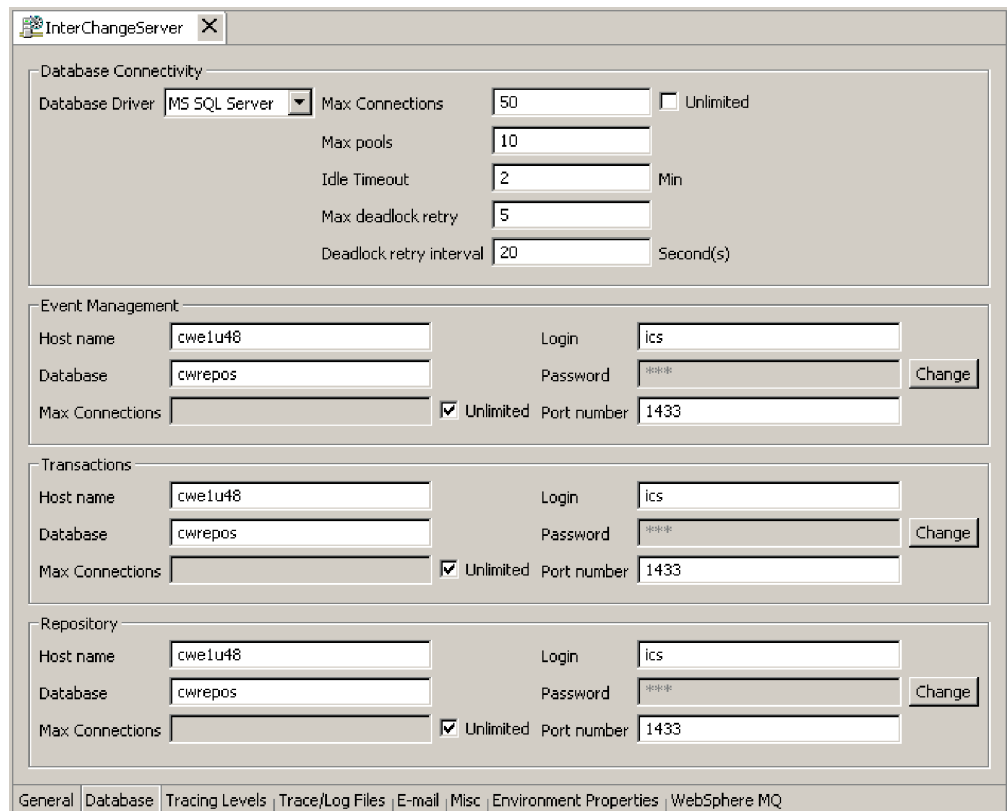 InterChangeServer
Database Connectivity
Database Driver MS SQL Server Max Connections 50 Unlimited
Max pools 10
Idle Timeout 2 Min
Max deadlock retry 5
Deadlock retry interval 20 Second(s)
Event Management
Host name cwe1u48 Login ics
Database cwrepos Password *** Change
Max Connections Unlimited Port number 1433
Transactions
Host name cwe1u48 Login ics
Database cwrepos Password *** Change
Max Connections Unlimited Port number 1433
Repository
Host name cwe1u48 Login ics
Database cwrepos Password *** Change
Max Connections Unlimited Port number 1433
General Database Tracing Levels Trace/Log Files E-mail Misc Environment Properties WebSphere MQ